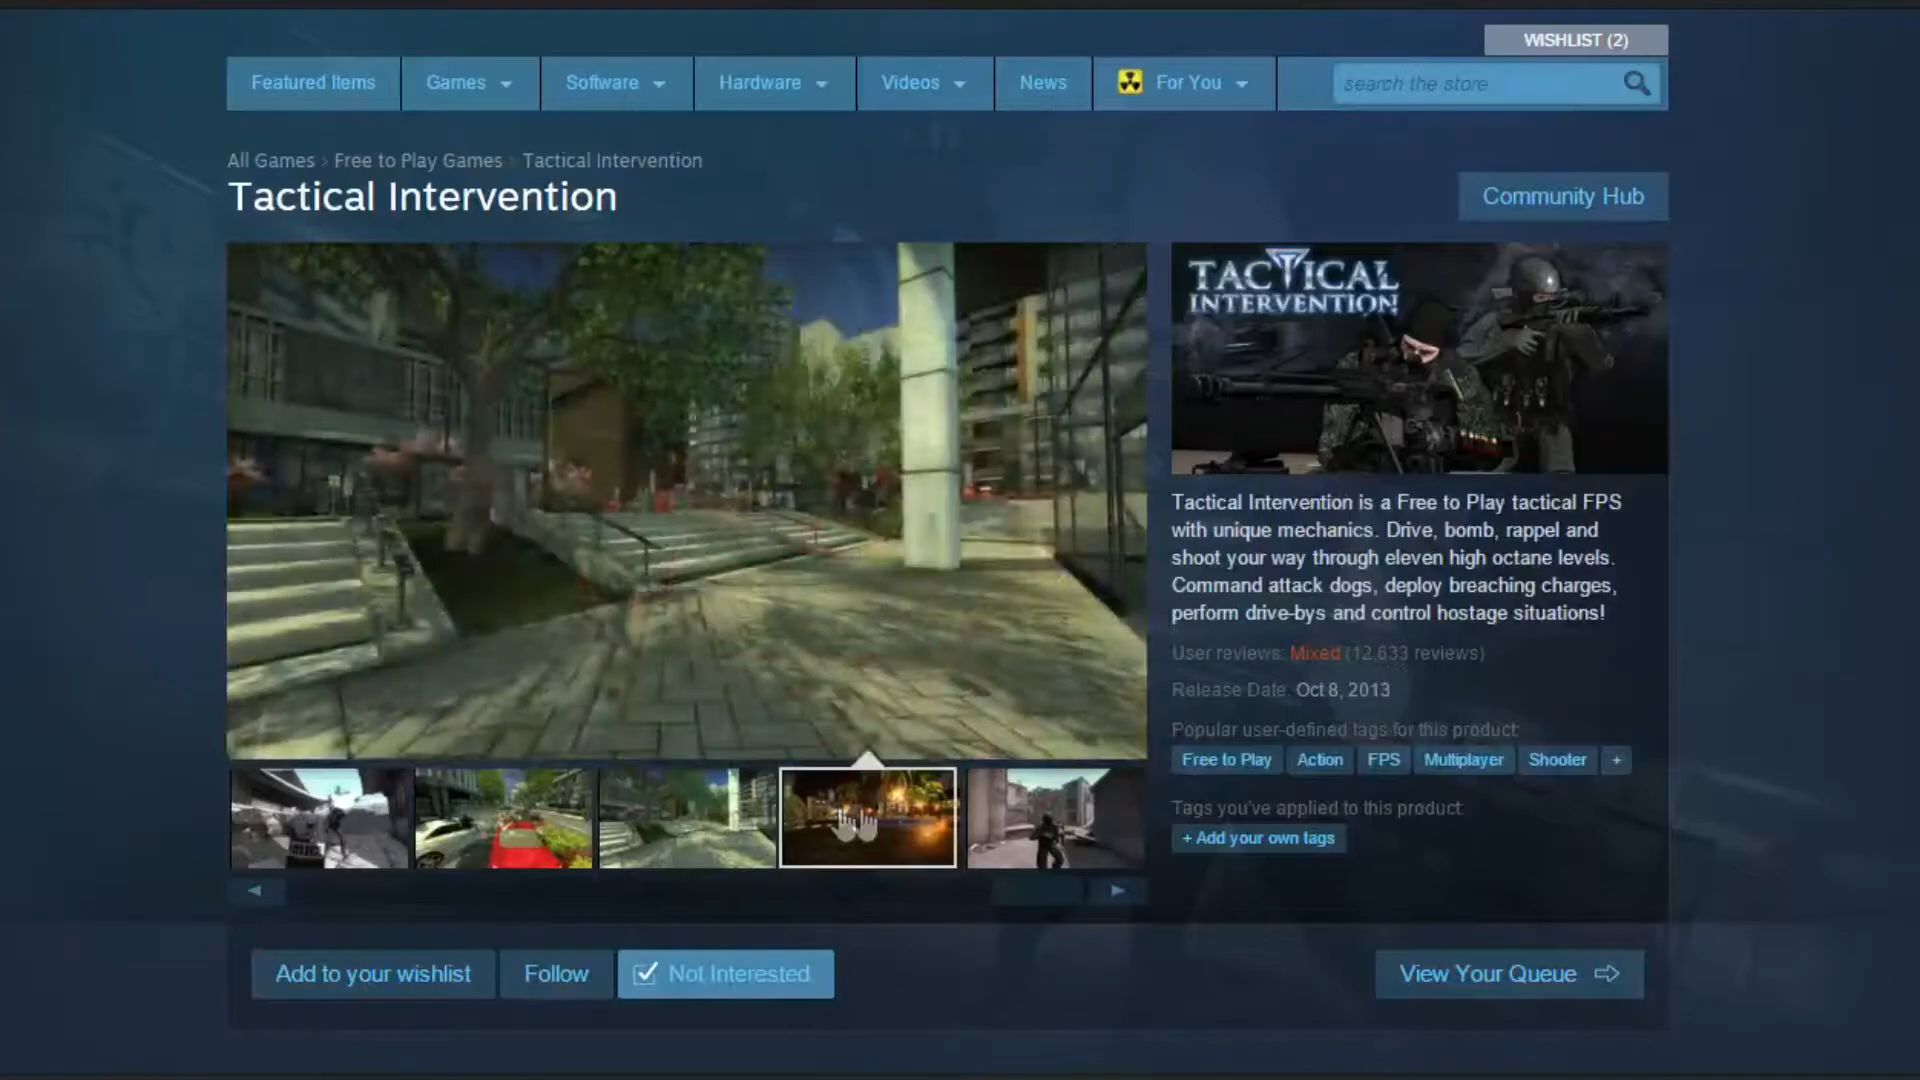 WISHLIST (2)
Featured Items Games Software Hardware Videos News For You search the store
All Games > Free to Play Games > Tactical Intervention
Tactical Intervention
Community Hub
TACTICAL
INTERVENTION
Tactical Intervention is a Free to Play tactical FPS
with unique mechanics. Drive, bomb, rappel and
shoot your way through eleven high octane levels.
Command attack dogs, deploy breaching charges,
perform drive-bys and control hostage situations!
User reviews: Mixed (12,633 reviews)
Release Date: Oct 8, 2013
Popular user-defined tags for this product:
Free to Play Action FPS Multiplayer Shooter +
Tags you've applied to this product:
+ Add your own tags
Add to your wishlist Follow Not Interested View Your Queue